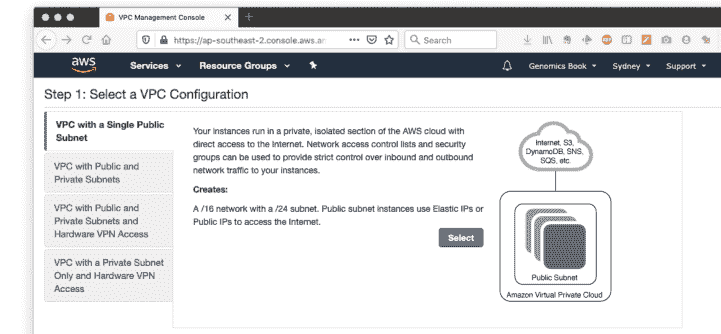 VPC Management Console
https://ap-southeast-2.console.aws.ar
Search
aws
Services
Resource Groups
Genomics Book
Sydney
Support
Step 1: Select a VPC Configuration
VPC with a Single Public
Subnet
VPC with Public and
Private Subnets
VPC with Public and
Private Subnets and
Hardware VPN Access
VPC with a Private Subnet
Only and Hardware VPN
Access
Your instances run in a private, isolated section of the AWS cloud with
direct access to the Internet. Network access control lists and security
groups can be used to provide strict control over inbound and outbound
network traffic to your instances.
Creates:
A /16 network with a /24 subnet. Public subnet instances use Elastic IPs or
Public IPs to access the Internet.
Select
Internet, S3,
DynamoDB, SNS,
SQS, etc.
Public Subnet
Amazon Virtual Private Cloud